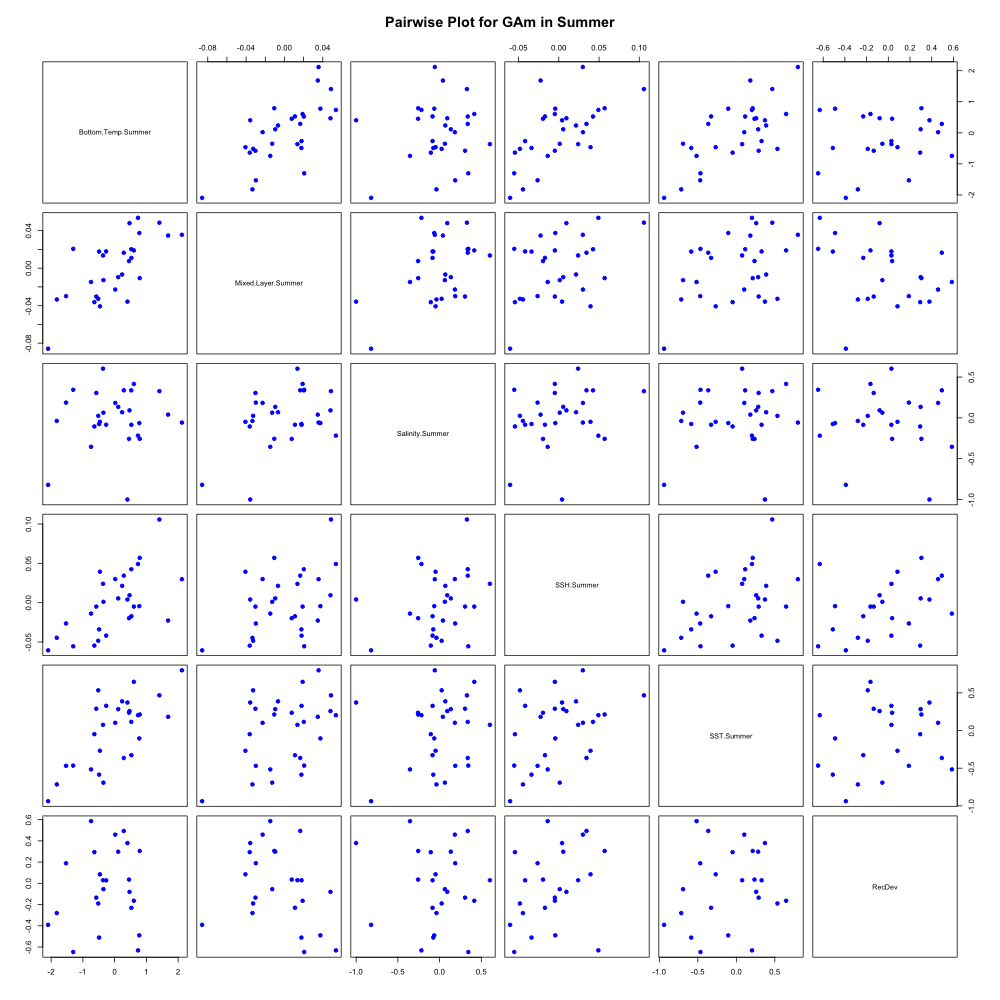 Pairwise Plot for GAm in Summer
-0.08 -0.04 0.00 0.04 -0.05 0.00 0.05 0.10 -0.6 -0.4 -0.2 0.0 0.2 0.4 0.6
Bottom.Temp.Summer
-2 -1 0 1 2
-0.08 -0.04 0.00 0.04
Mixed.Layer.Summer
Salinity.Summer
-1.0 -0.5 0.0 0.5
-0.05 0.00 0.05 0.10
SSH.Summer
SST.Summer
-1.0 -0.5 0.0 0.5
-0.6 -0.4 -0.2 0.0 0.2 0.4 0.6
RecDev
-2 -1 0 1 2 -1.0 -0.5 0.0 0.5 -1.0 -0.5 0.0 0.5